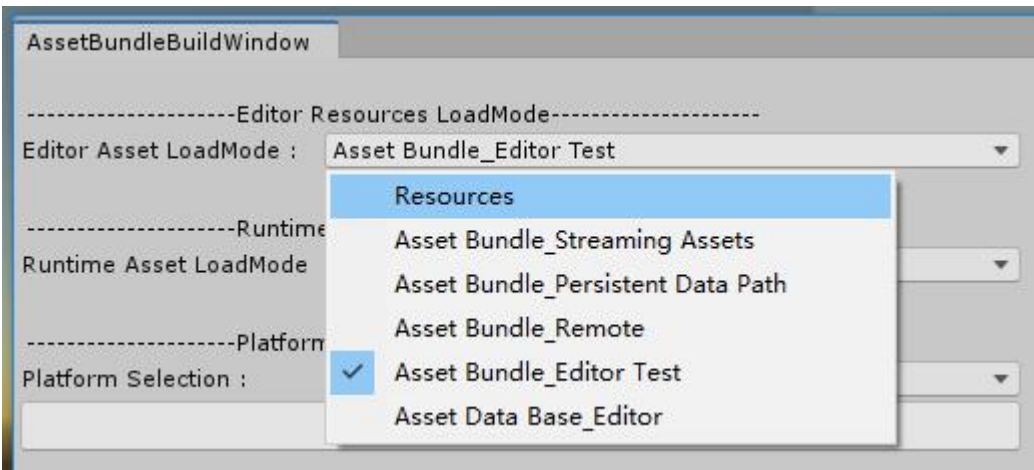 AssetBundleBuildWindow
---------------------Editor Resources LoadMode---------------------
Editor Asset LoadMode : Asset Bundle_Editor Test
Resources
---------------------Runtime
Asset Bundle_Streaming Assets
Runtime Asset LoadMode
Asset Bundle_Persistent Data Path
Asset Bundle_Remote
---------------------Platform
Platform Selection :
Asset Bundle_Editor Test
Asset Data Base_Editor